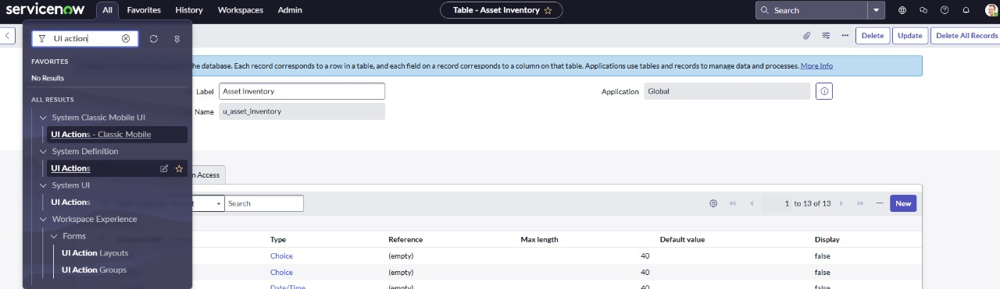 servicenow All Favorites History Workspaces Admin Table - Asset Inventory Search
UI action Delete Update Delete All Records
he database. Each record corresponds to a row in a table, and each field on a record corresponds to a column on that table. Applications use tables and records to manage data and processes. More Info
FAVORITES
No Results
Label Asset Inventory Application Global
Name u_asset_inventory
ALL RESULTS
System Classic Mobile UI
UI Actions - Classic Mobile
System Definition
UI Actions
n Access
System UI
UI Actions
Search 1 to 13 of 13 New
Workspace Experience
Forms
UI Action Layouts
UI Action Groups
Type Reference Max length Default value Display
Choice (empty) 40 false
Choice (empty) 40 false
Date/Time (empty) 40 false